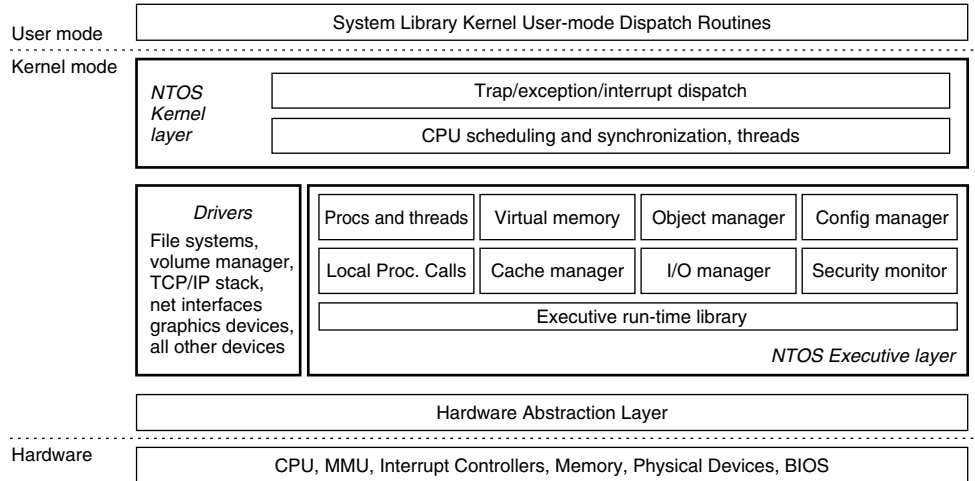 System Library Kernel User-mode Dispatch Routines
User mode
Kernel mode
NTOS
Kernel
layer
Trap/exception/interrupt dispatch
CPU scheduling and synchronization, threads
Drivers
File systems,
volume manager,
TCP/IP stack,
net interfaces
graphics devices,
all other devices
Procs and threads
Virtual memory
Object manager
Config manager
Local Proc. Calls
Cache manager
I/O manager
Security monitor
Executive run-time library
NTOS Executive layer
Hardware Abstraction Layer
Hardware
CPU, MMU, Interrupt Controllers, Memory, Physical Devices, BIOS